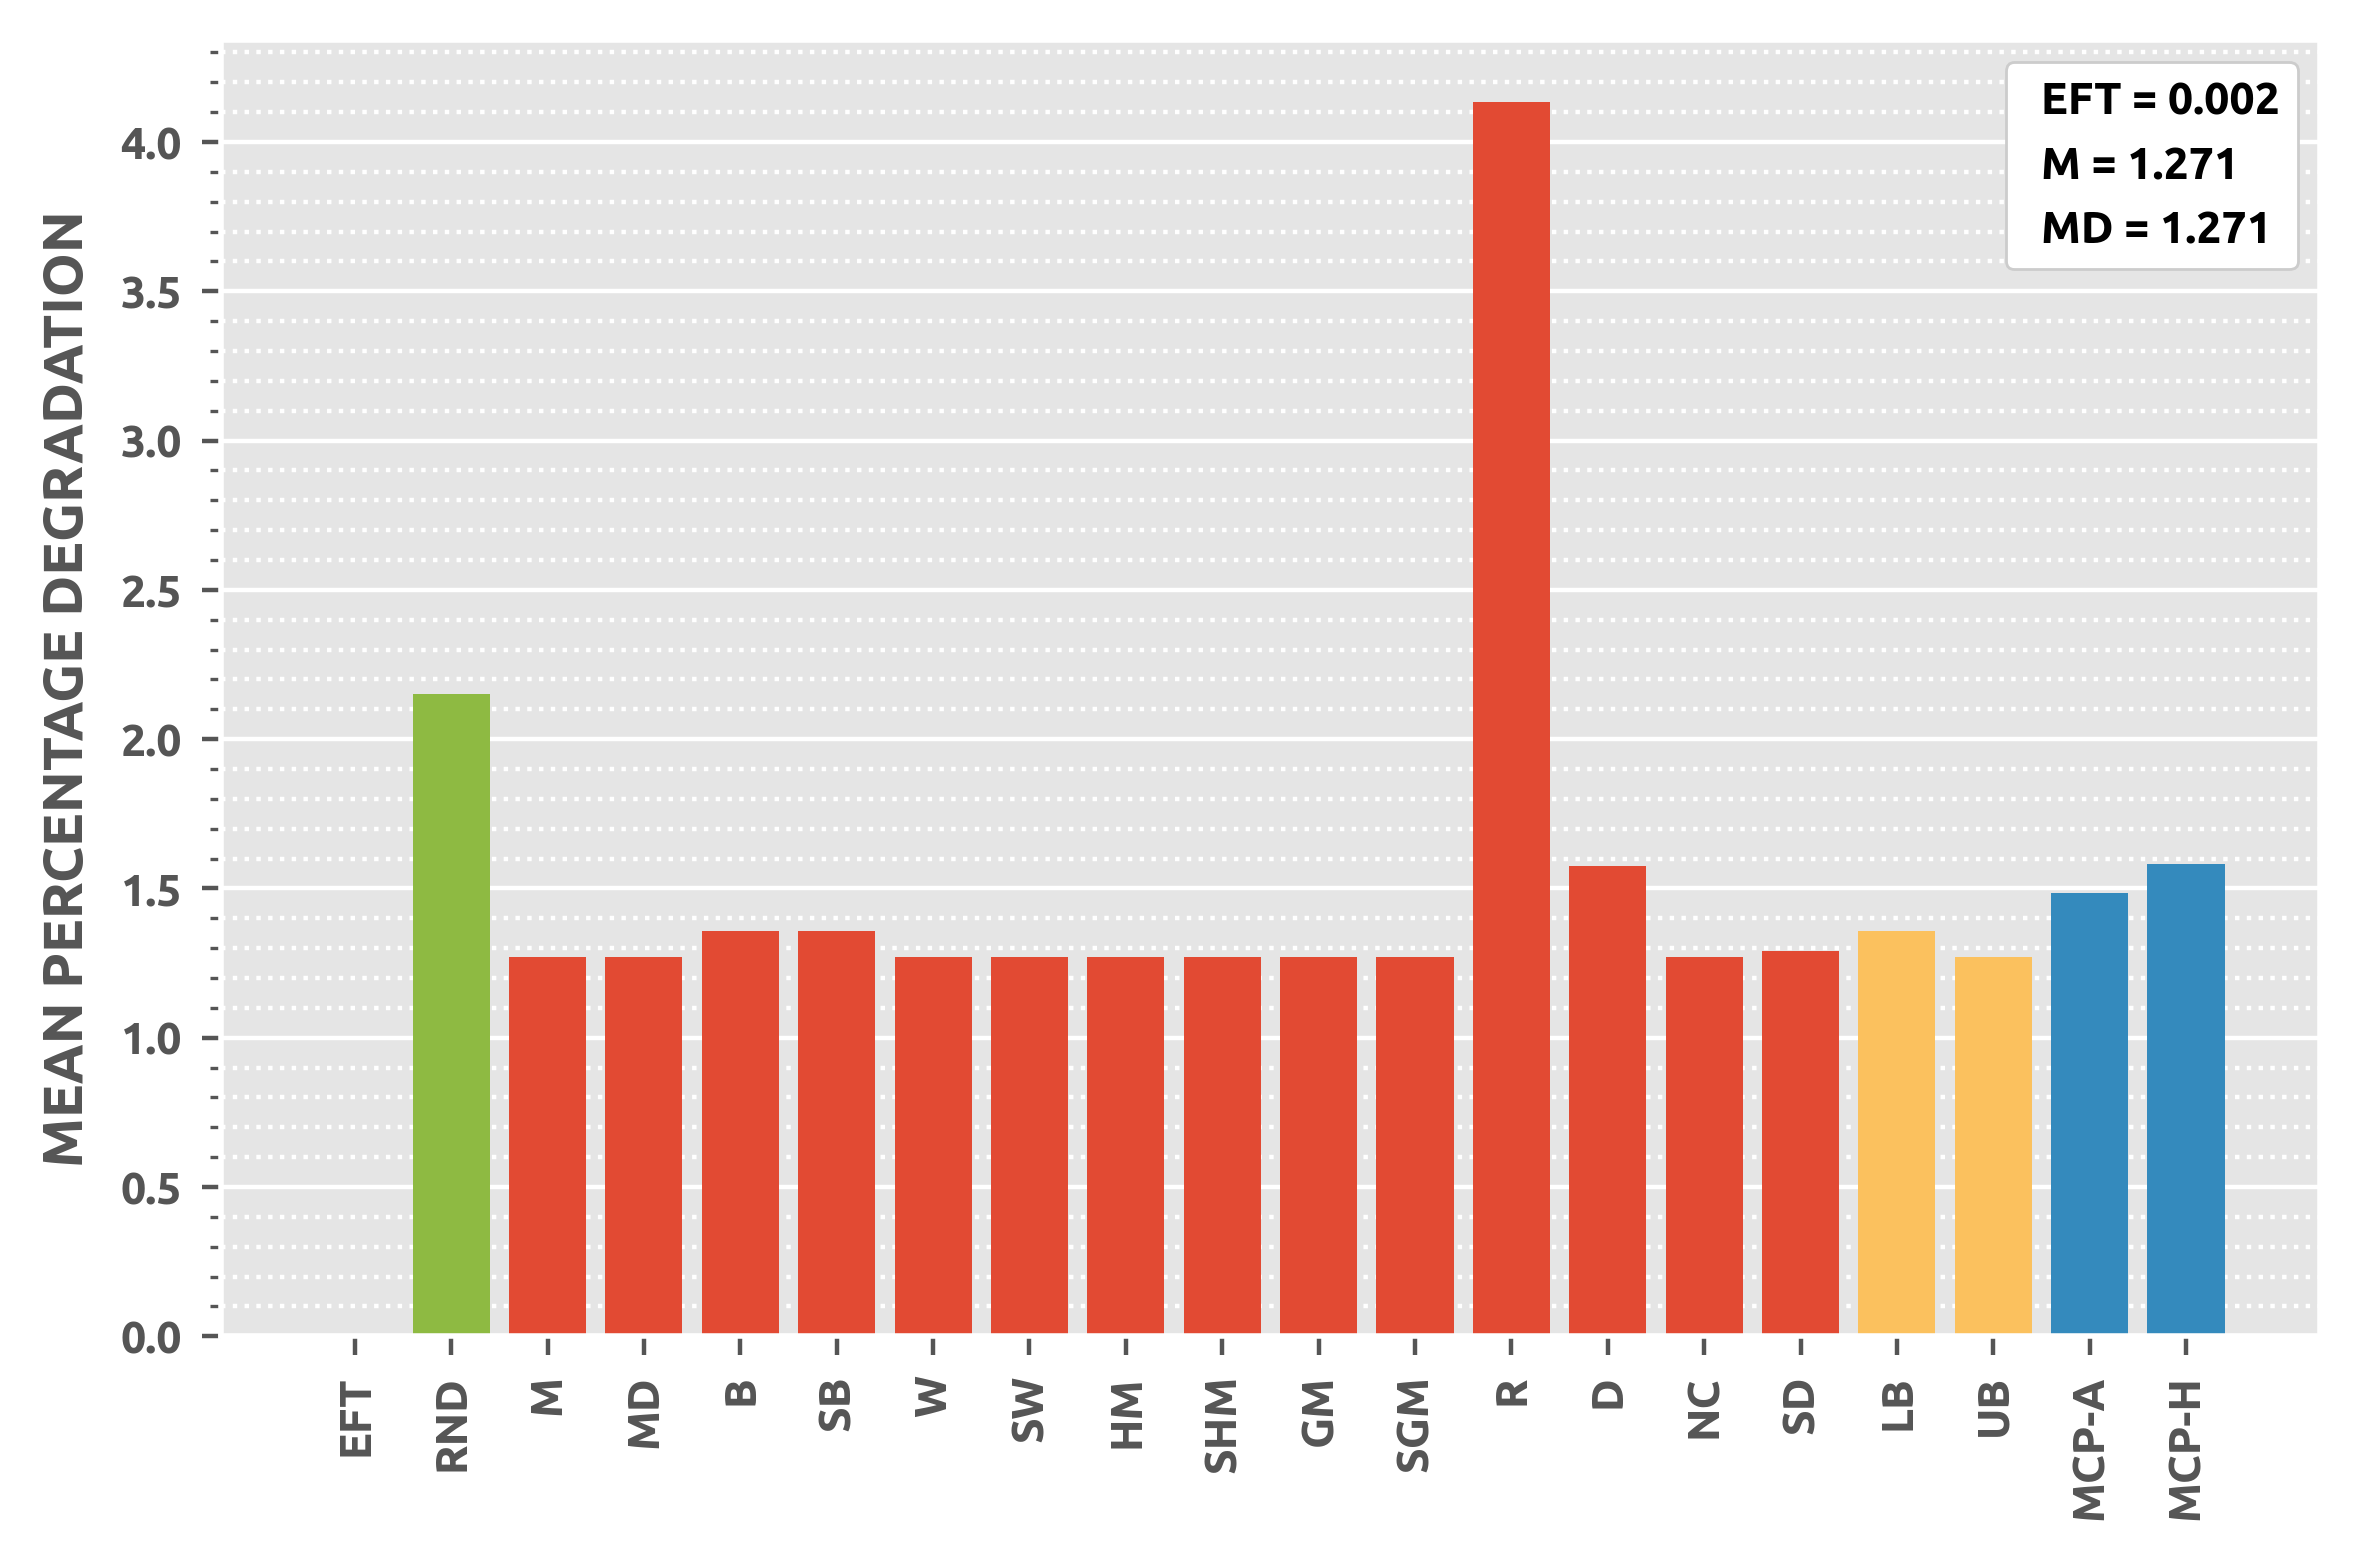 MEAN PERCENTAGE DEGRADATION
4.0
3.5
3.0
2.5
2.0
1.5
1.0
0.5
0.0
EFT = 0.002
M = 1.271
MD = 1.271
EFT
RND
M
MD
B
SB
W
SW
HM
SHM
GM
SGM
R
D
NC
SD
LB
UB
MCP-A
MCP-H